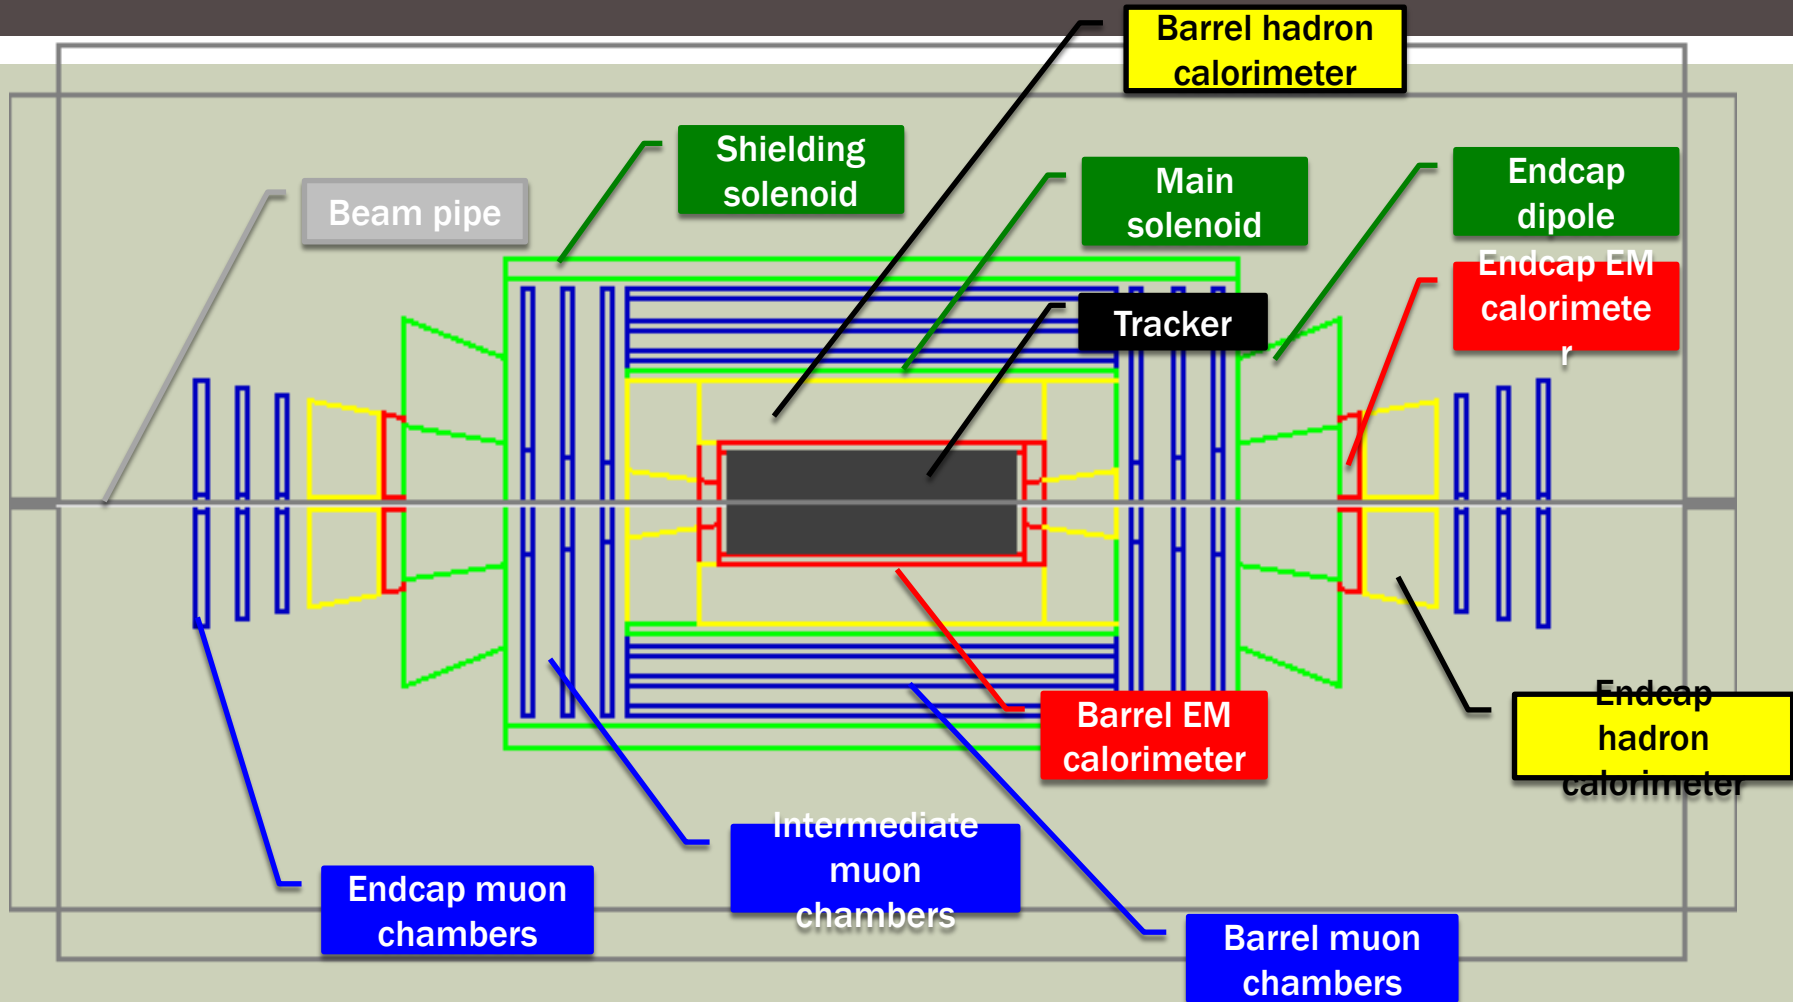 Barrel hadron
calorimeter
Shielding
solenoid
Main
solenoid
Endcap
dipole
Beam pipe
Endcap EM
calorimete
r
Tracker
Endcap
hadron
calorimeter
Barrel EM
calorimeter
Intermediate
muon
chambers
Endcap muon
chambers
Barrel muon
chambers